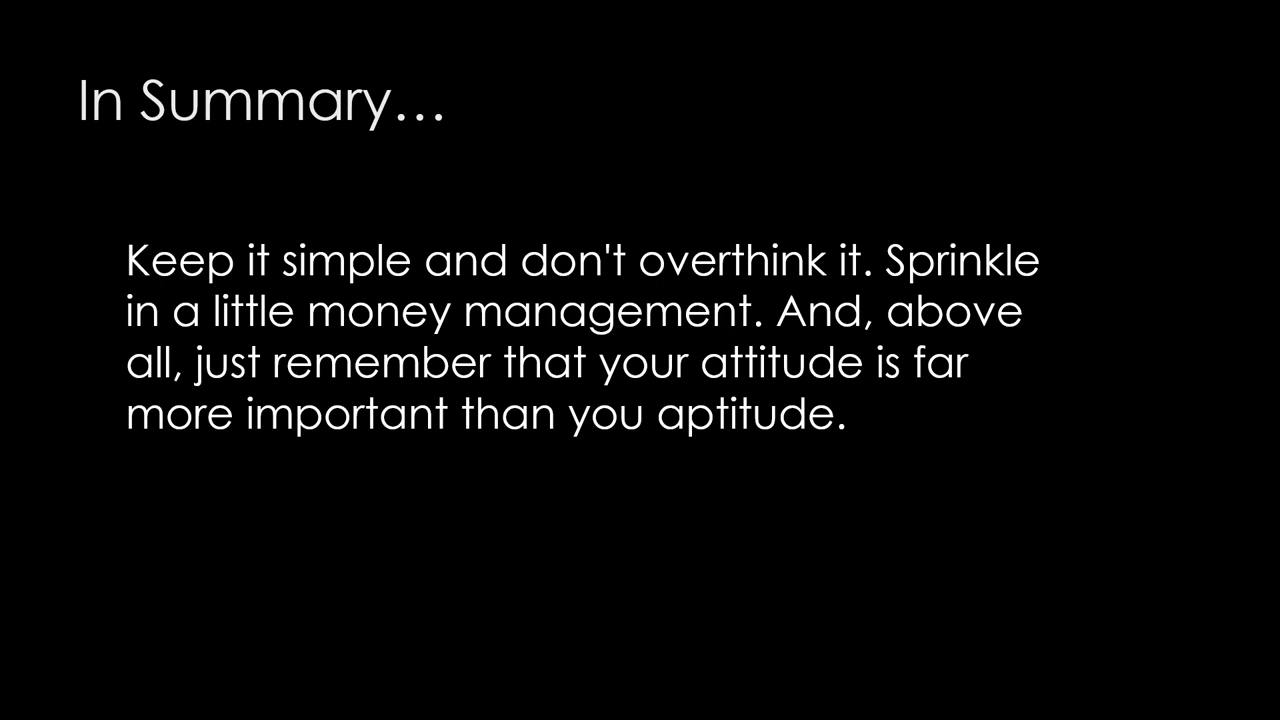 In Summary…
Keep it simple and don't overthink it. Sprinkle
in a little money management. And, above
all, just remember that your attitude is far
more important than you aptitude.